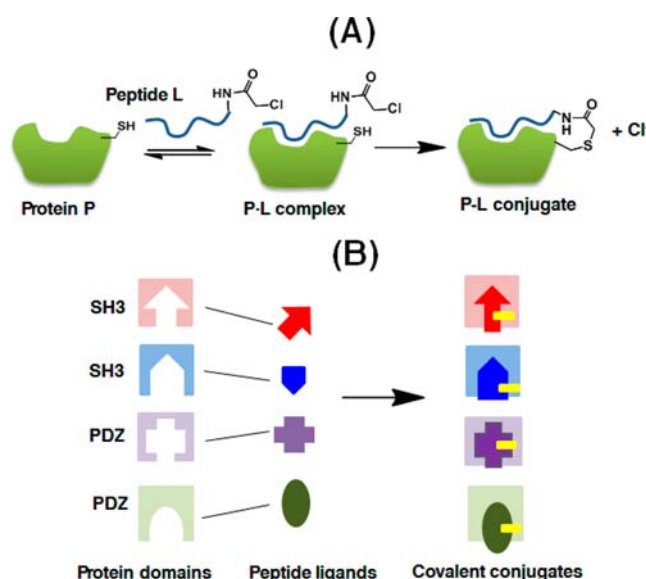 (A)
Peptide L
HN
O
Cl
SH
HN
O
Cl
SH
N
H
O
S
+ Cl
Protein P
P·L complex
P-L conjugate
(B)
SH3
SH3
PDZ
PDZ
Protein domains
Peptide ligands
Covalent conjugates